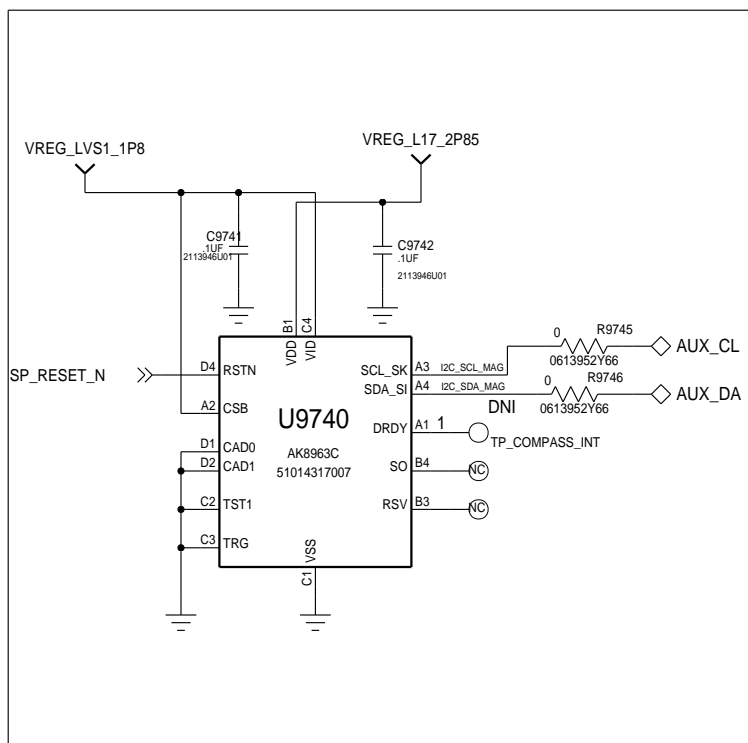 VREG_LVS1_1P8
VREG_L17_2P85
C9741
.1UF
2113946U01
C9742
.1UF
2113946U01
B1
C4
VDD
VID
SP_RESET_N
D4
RSTN
A2
CSB
D1
CAD0
D2
CAD1
C2
TST1
C3
TRG
U9740
AK8963C
51014317007
VSS
C1
SCL_SK
A3
I2C_SCL_MAG
0
R9745
0613952Y66
AUX_CL
SDA_SI
A4
I2C_SDA_MAG
0
R9746
0613952Y66
AUX_DA
DNI
DRDY
A1
1
TP_COMPASS_INT
SO
B4
NC
RSV
B3
NC